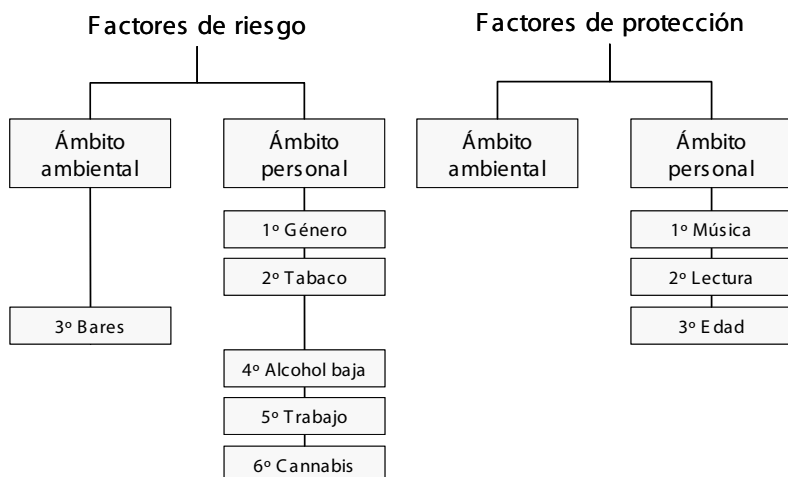 Factores de riesgo
Ámbito
ambiental
Ámbito
personal
1º Género
2º Tabaco
3º Bares
4º Alcohol baja
5º Trabajo
6º Cannabis
Factores de protección
Ámbito
ambiental
Ámbito
personal
1º Música
2º Lectura
3º Edad